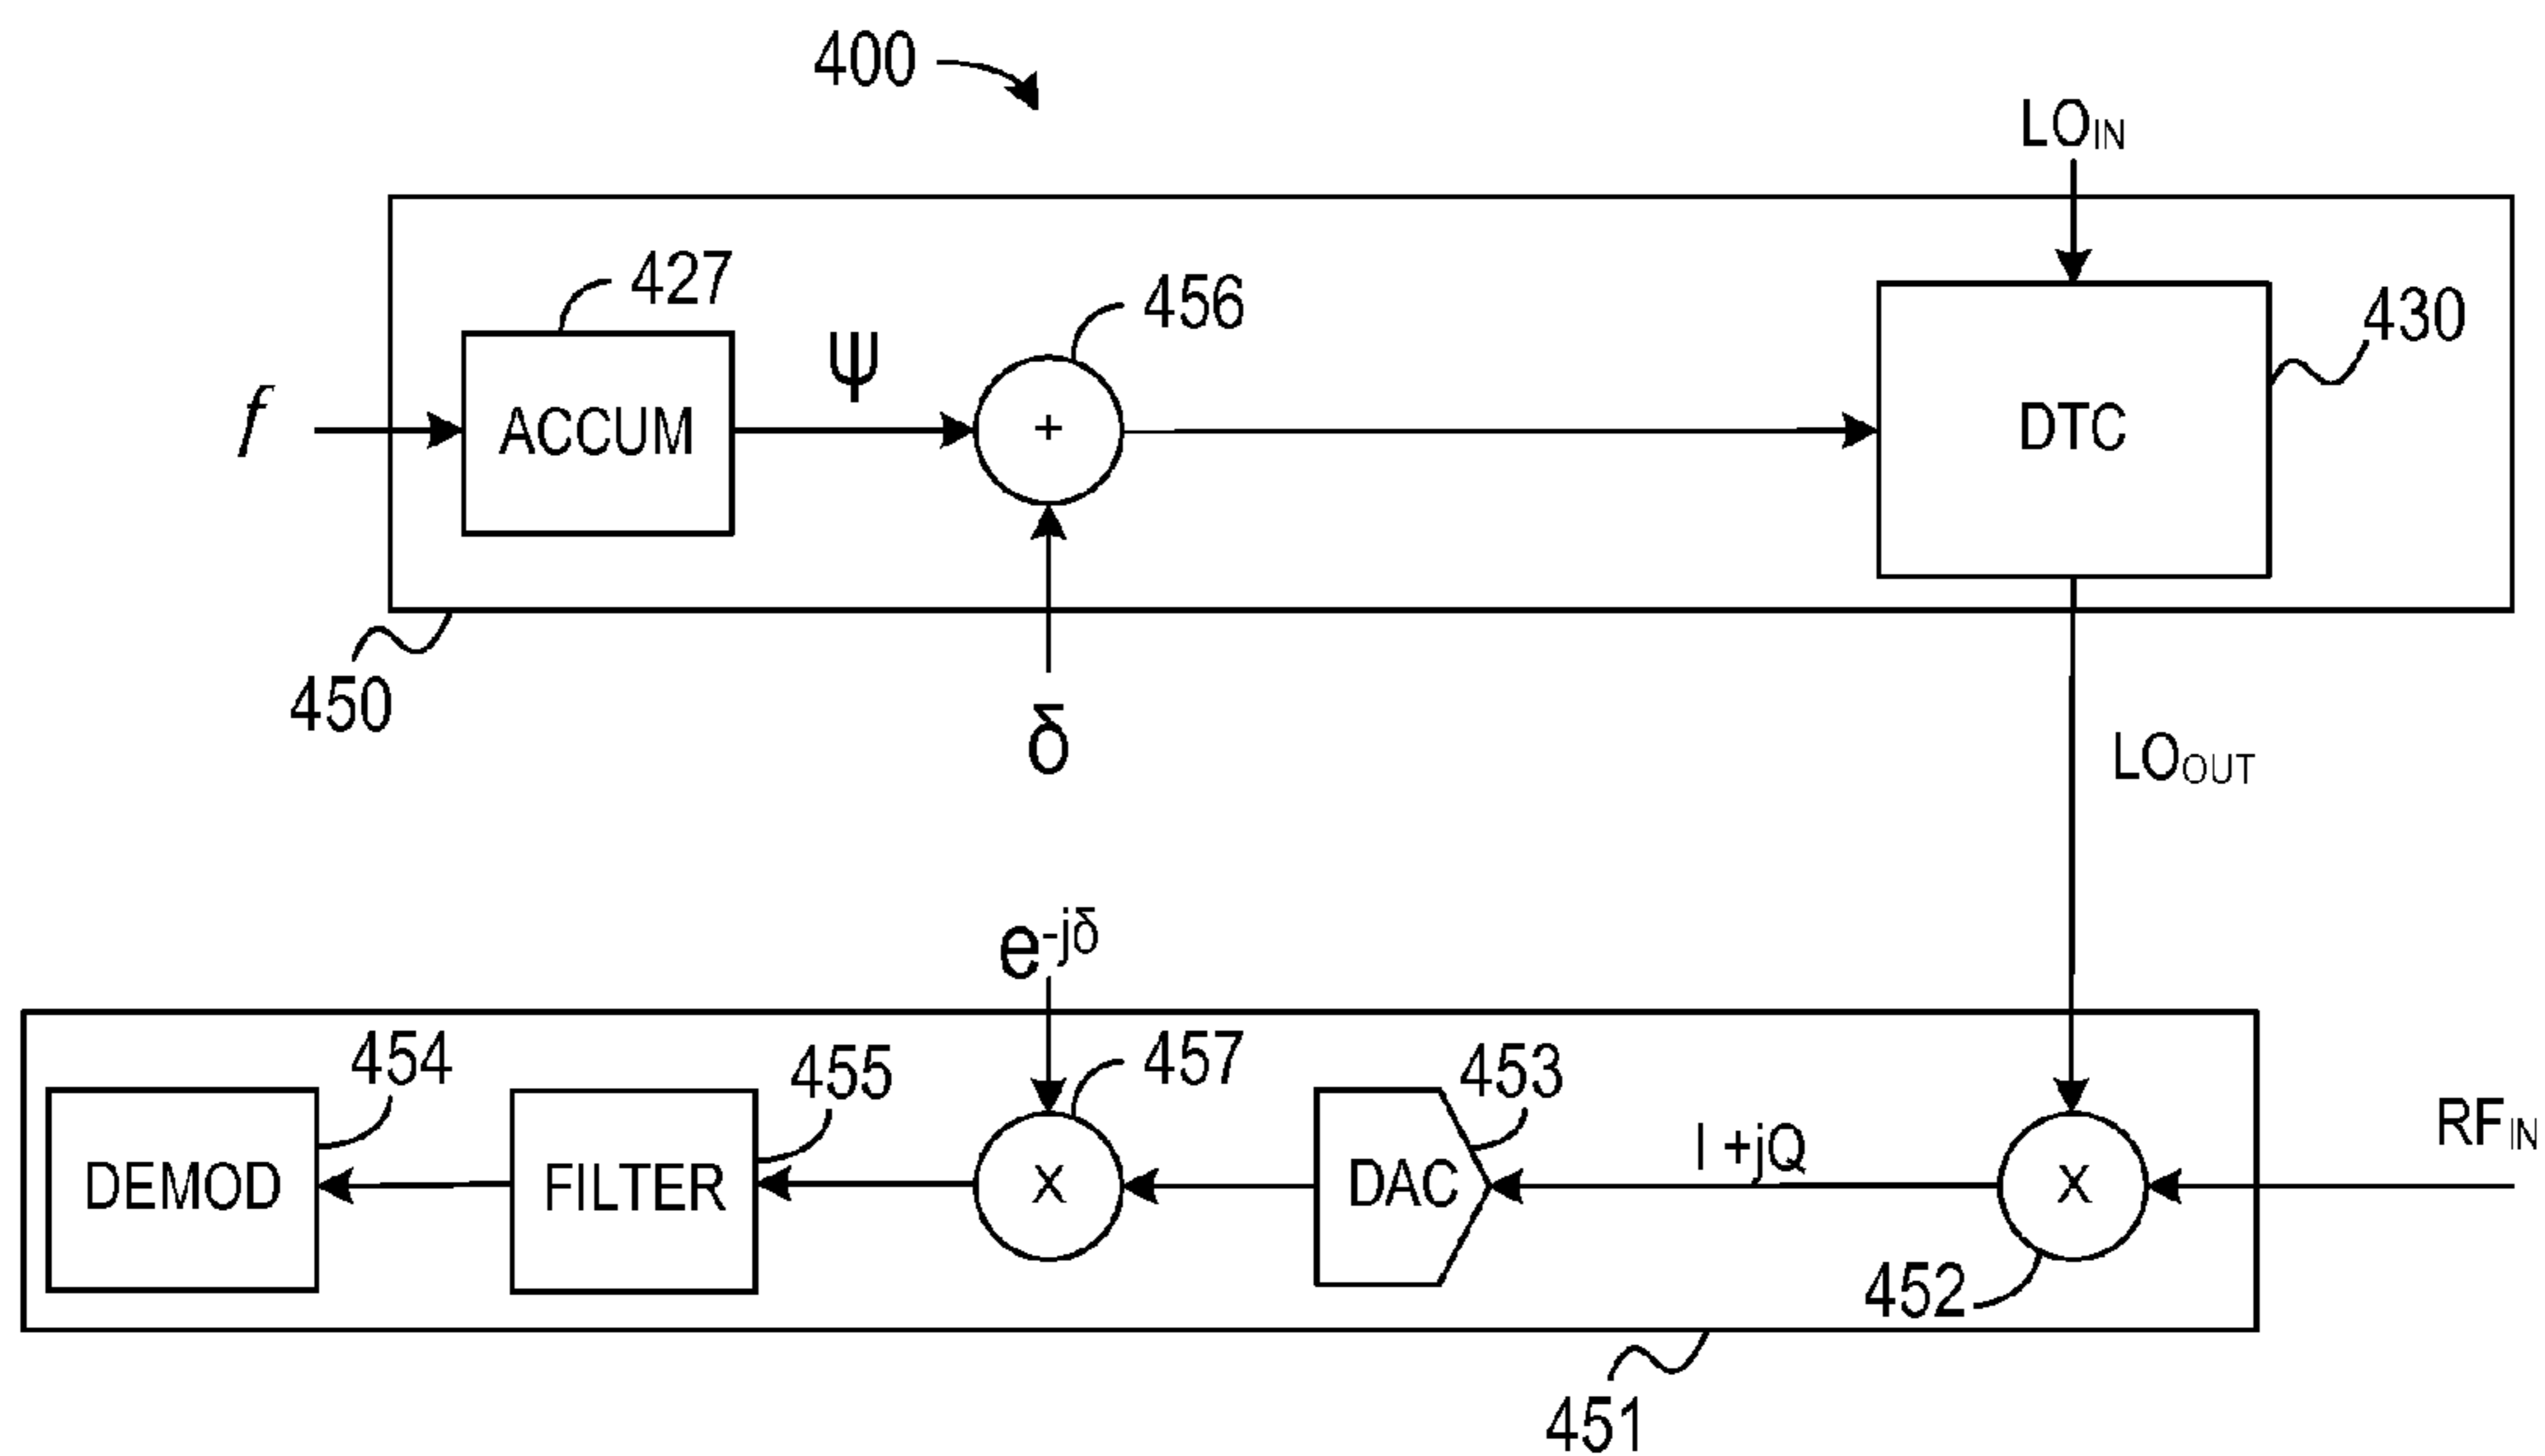 400
LOIN
427
456
430
f
ACCUM
ψ
+
DTC
450
δ
LOOUT
e-jδ
454
455
457
453
RFIN
DEMOD
FILTER
X
DAC
I +jQ
X
452
451